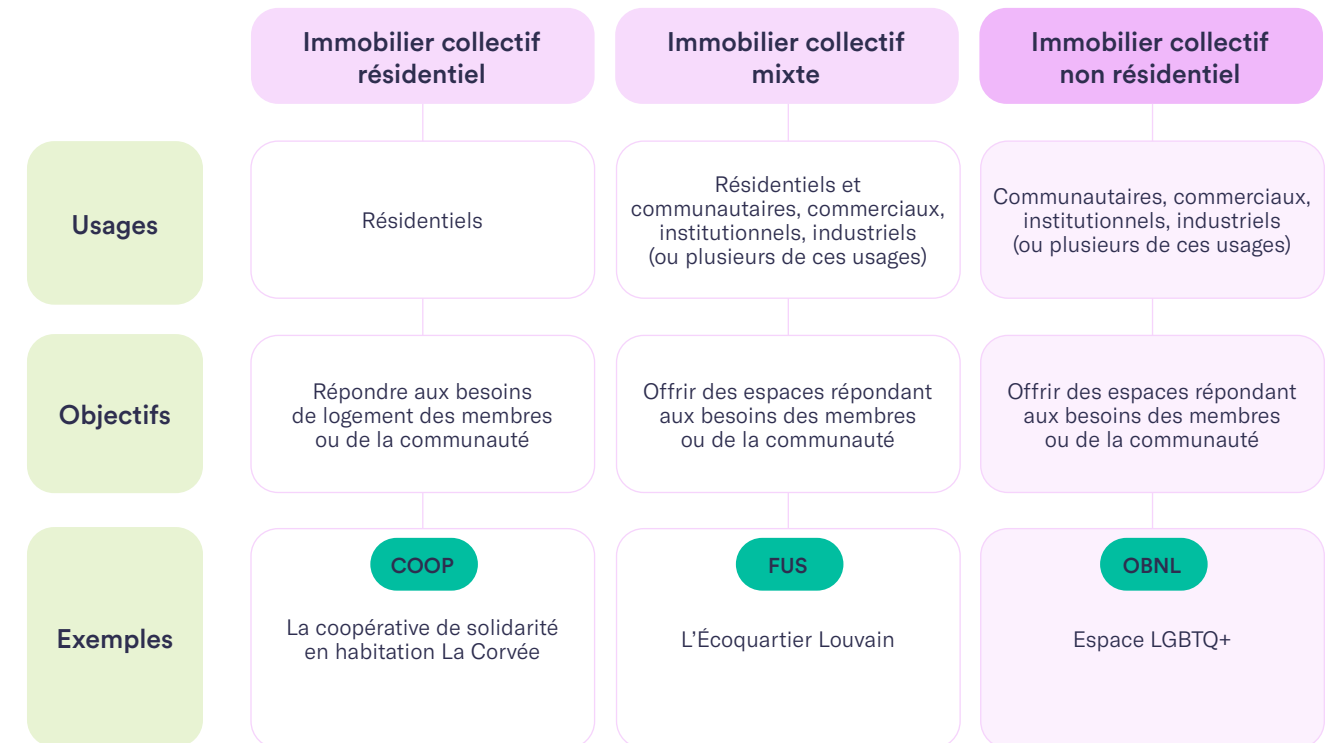 Immobilier collectif
résidentiel
Immobilier collectif
mixte
Immobilier collectif
non résidentiel
Usages
Résidentiels
Résidentiels et
communautaires, commerciaux,
institutionnels, industriels
(ou plusieurs de ces usages)
Communautaires, commerciaux,
institutionnels, industriels
(ou plusieurs de ces usages)
Objectifs
Répondre aux besoins
de logement des membres
ou de la communauté
Offrir des espaces répondant
aux besoins des membres
ou de la communauté
Offrir des espaces répondant
aux besoins des membres
ou de la communauté
Exemples
COOP
La coopérative de solidarité
en habitation La Corvée
FUS
L’Écoquartier Louvain
OBNL
Espace LGBTQ+